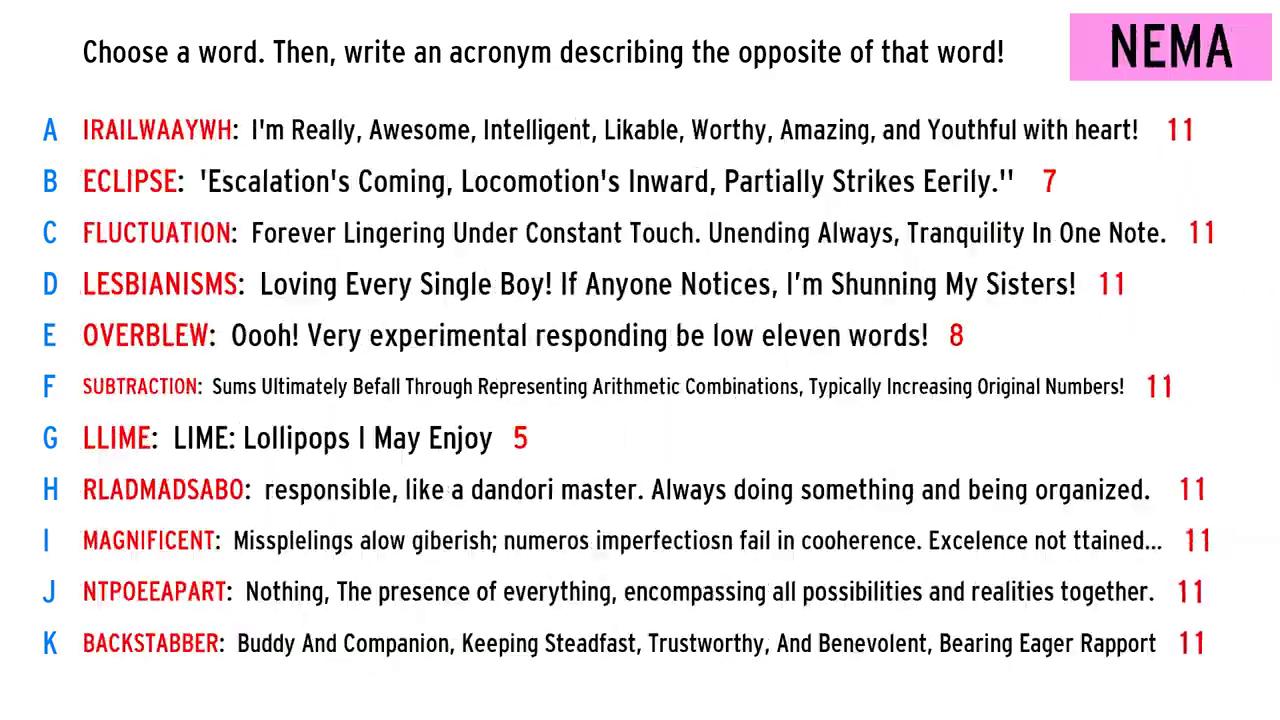 Choose a word. Then, write an acronym describing the opposite of that word!
NEMA
A IRAILWAAYWH: I'm Really, Awesome, Intelligent, Likable, Worthy, Amazing, and Youthful with heart! 11
B ECLIPSE: 'Escalation's Coming, Locomotion's Inward, Partially Strikes Eerily.'' 7
C FLUCTUATION: Forever Lingering Under Constant Touch. Unending Always, Tranquility In One Note. 11
D LESBIANISMS: Loving Every Single Boy! If Anyone Notices, I’m Shunning My Sisters! 11
E OVERBLEW: Oooh! Very experimental responding be low eleven words! 8
F SUBTRACTION: Sums Ultimately Befall Through Representing Arithmetic Combinations, Typically Increasing Original Numbers! 11
G LLIME: LIME: Lollipops I May Enjoy 5
H RLADMADSABO: responsible, like a dandori master. Always doing something and being organized. 11
I MAGNIFICENT: Missplelings alow giberish; numeros imperfectiosn fail in cooherence. Excelence not ttained... 11
J NTPOEEAPART: Nothing, The presence of everything, encompassing all possibilities and realities together. 11
K BACKSTABBER: Buddy And Companion, Keeping Steadfast, Trustworthy, And Benevolent, Bearing Eager Rapport 11